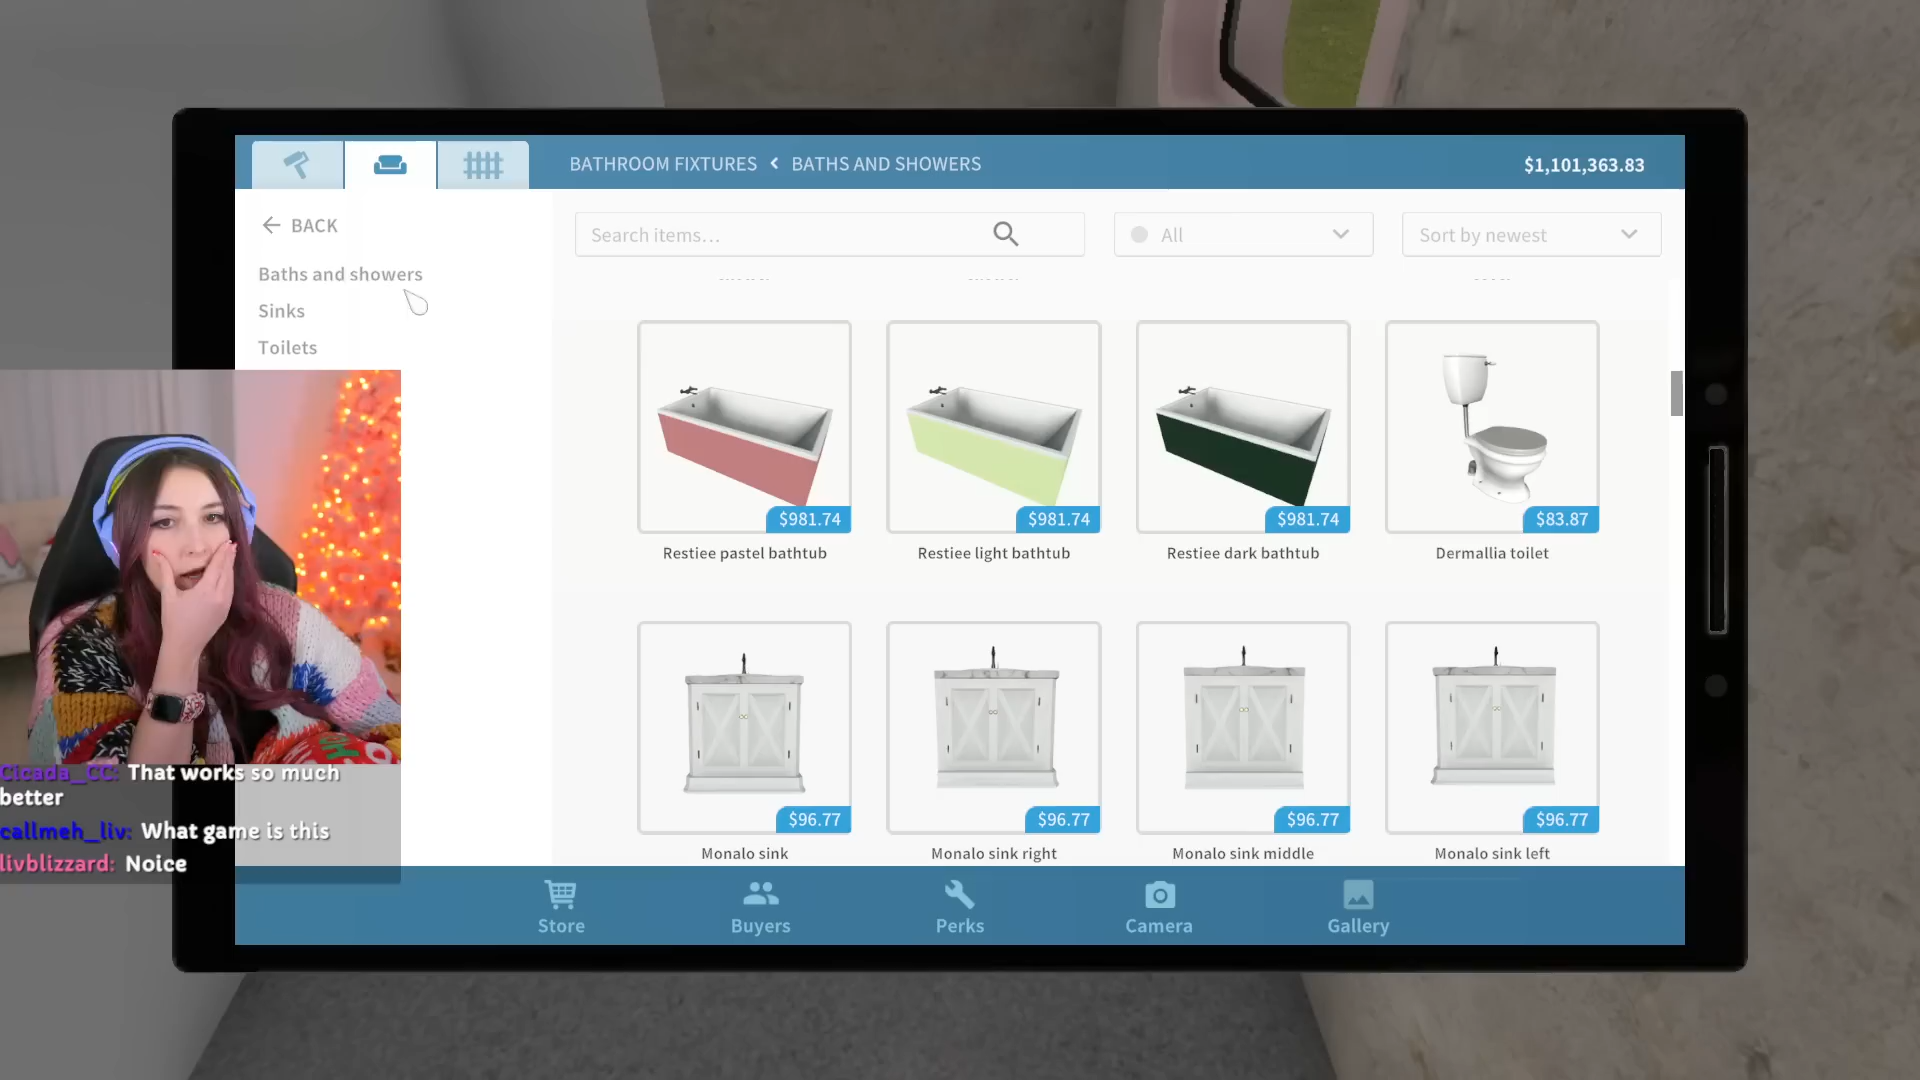 BATHROOM FIXTURES < BATHS AND SHOWERS
$1,101,363.83
BACK
Search items...
All
Sort by newest
Baths and showers
Sinks
Toilets
$981.74
$981.74
$981.74
$83.87
Restiee pastel bathtub
Restiee light bathtub
Restiee dark bathtub
Dermallia toilet
$96.77
$96.77
$96.77
$96.77
Monalo sink
Monalo sink right
Monalo sink middle
Monalo sink left
Cicada_CC: That works so much
better
callmeh_liv: What game is this
livblizzard: Noice
Store
Buyers
Perks
Camera
Gallery